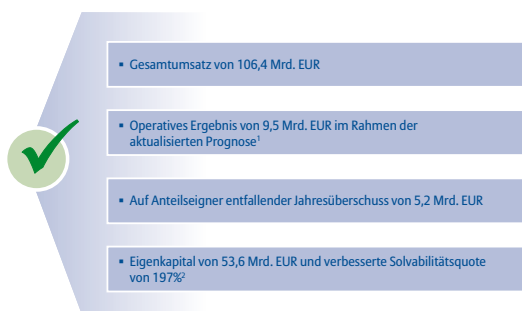 ▪ Gesamtumsatz von 106,4 Mrd. EUR
▪ Operatives Ergebnis von 9,5 Mrd. EUR im Rahmen der
aktualisierten Prognose¹
▪ Auf Anteilseigner entfallender Jahresüberschuss von 5,2 Mrd. EUR
▪ Eigenkapital von 53,6 Mrd. EUR und verbesserte Solvabilitätsquote
von 197%²